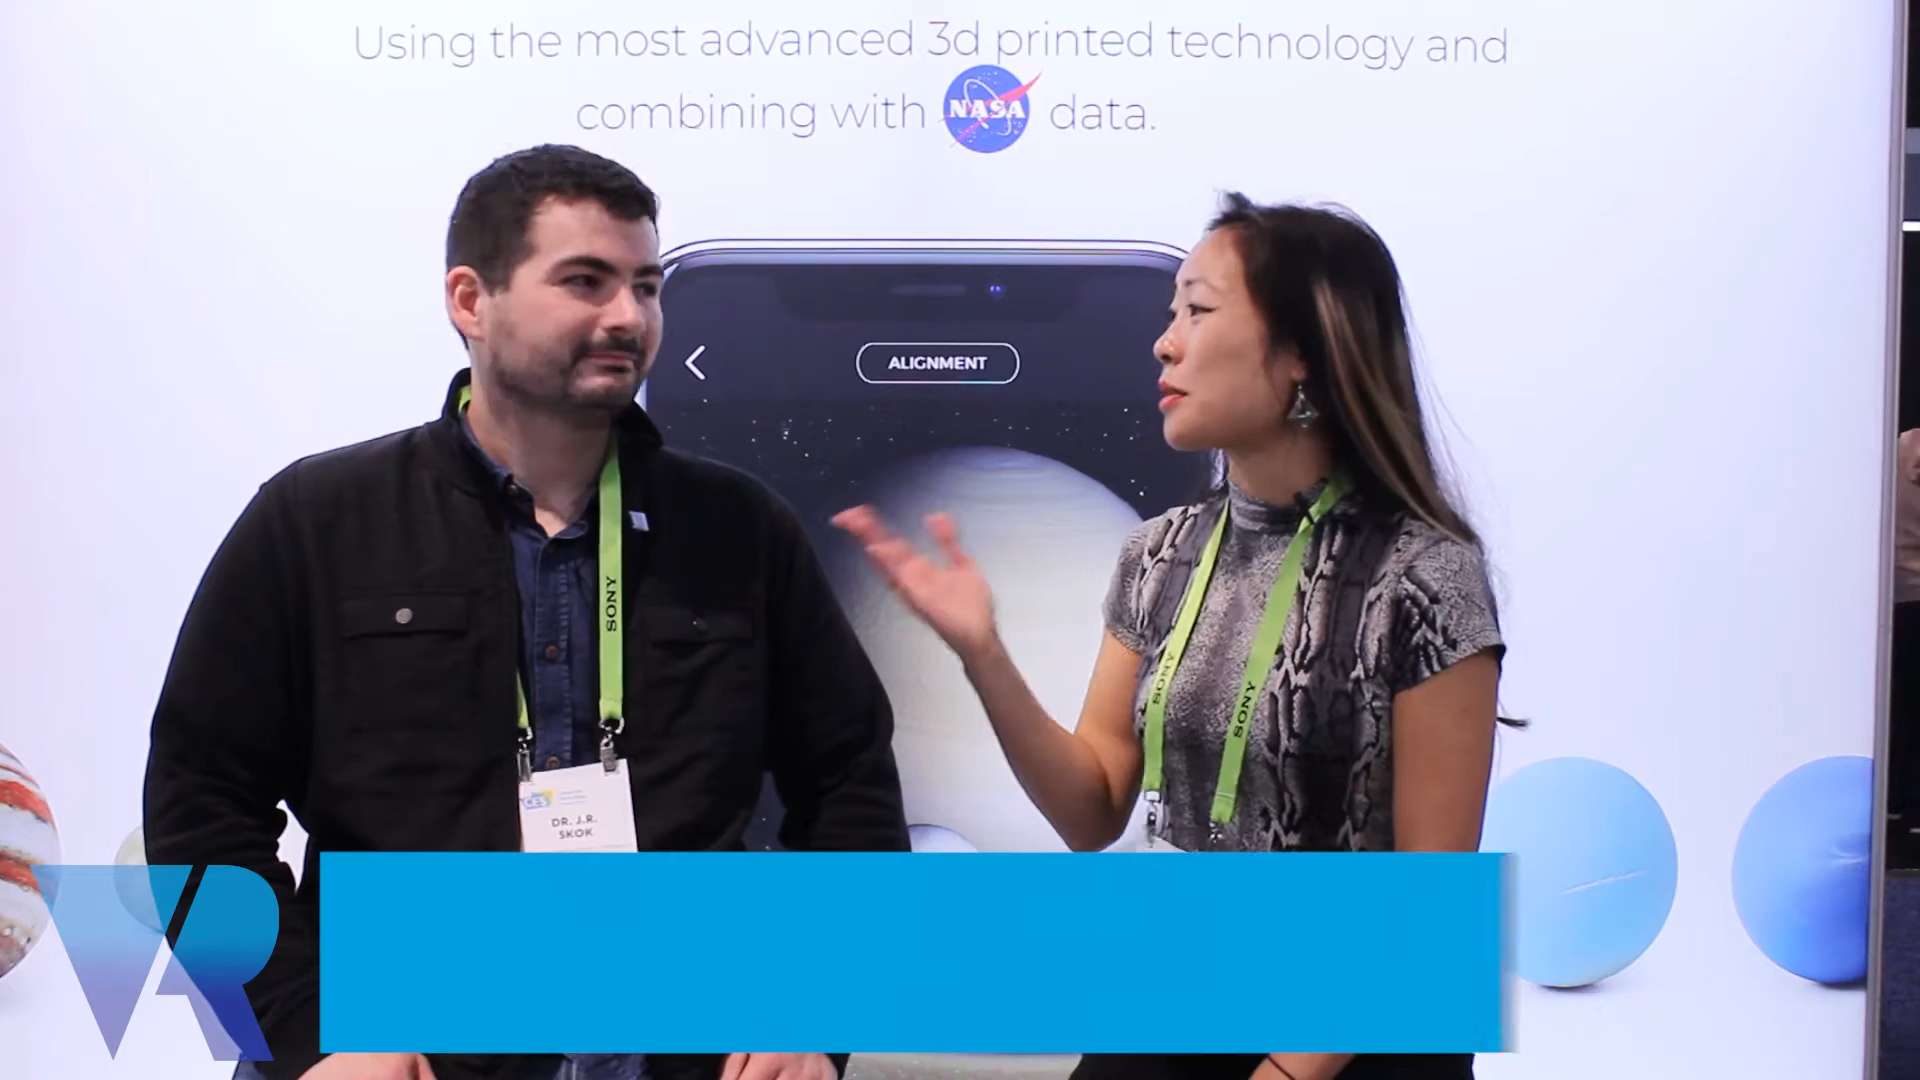 Using the most advanced 3d printed technology and
combining with NASA data.
ALIGNMENT
SONY
SONY
SONY
CES
DR. J.R.
SKOK
VR